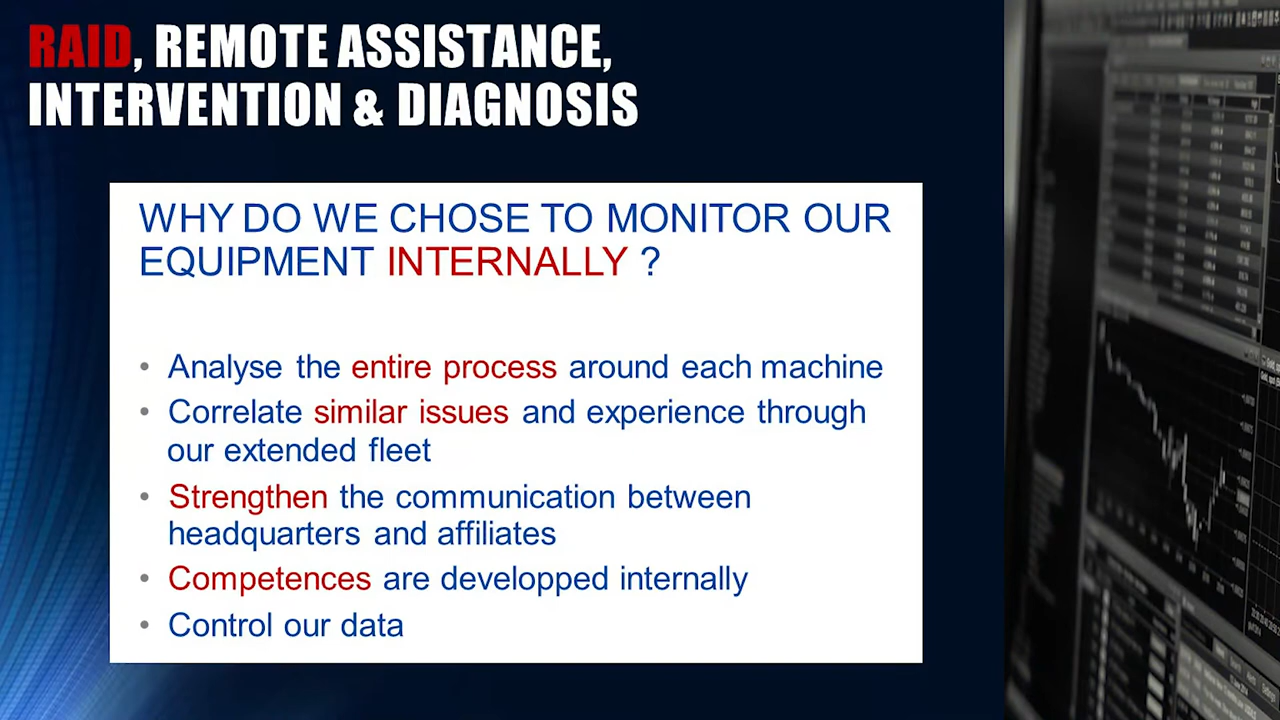 RAID, REMOTE ASSISTANCE,
INTERVENTION & DIAGNOSIS
WHY DO WE CHOSE TO MONITOR OUR
EQUIPMENT INTERNALLY ?
• Analyse the entire process around each machine
• Correlate similar issues and experience through
our extended fleet
• Strengthen the communication between
headquarters and affiliates
• Competences are developped internally
• Control our data